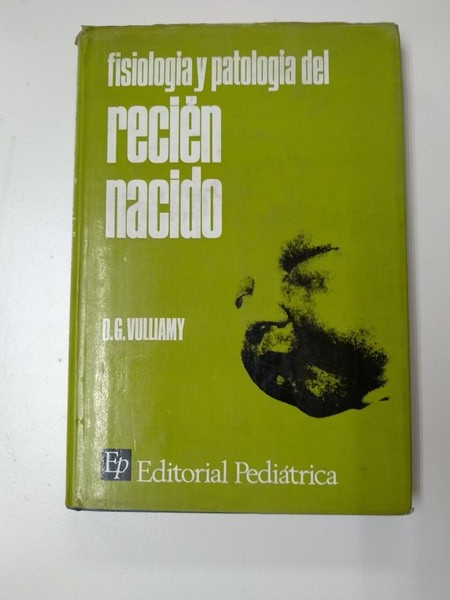 fisiologia y patologia del
recién
nacido
D. G. VULLIAMY
Ep Editorial Pediátrica